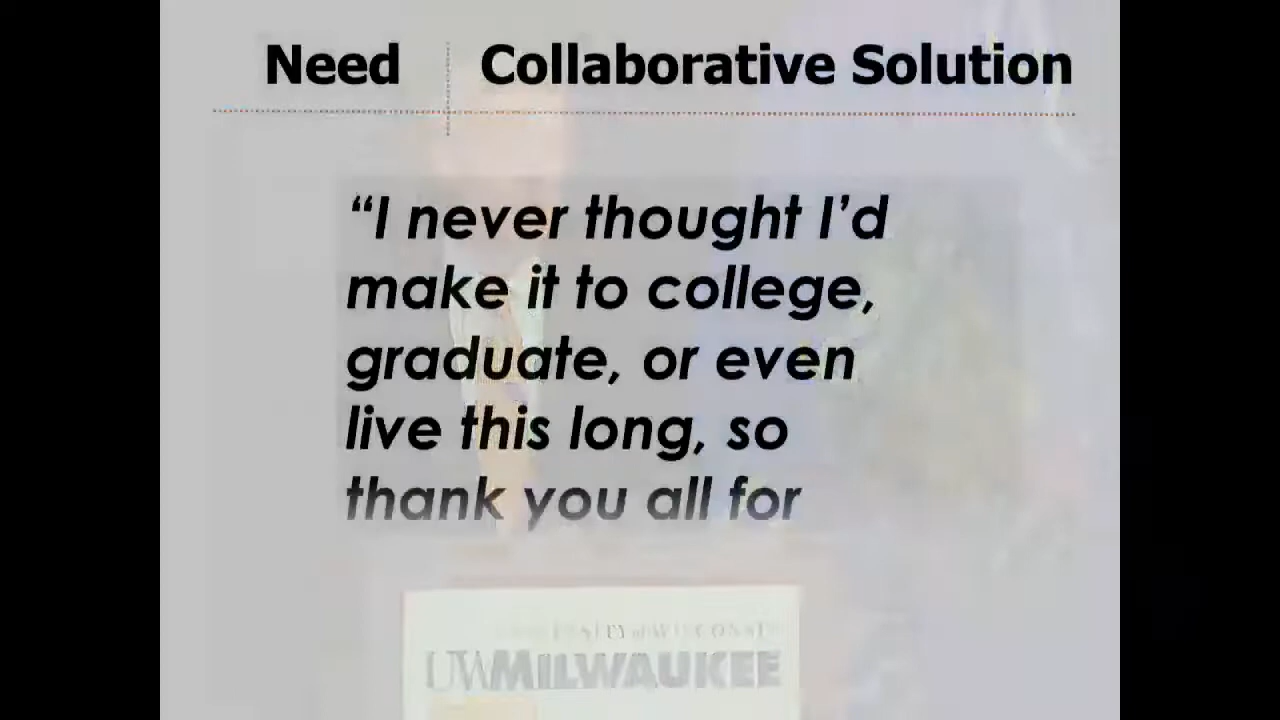 Need Collaborative Solution
“I never thought I’d
make it to college,
graduate, or even
live this long, so
thank you all for
UWMILWAUKEE